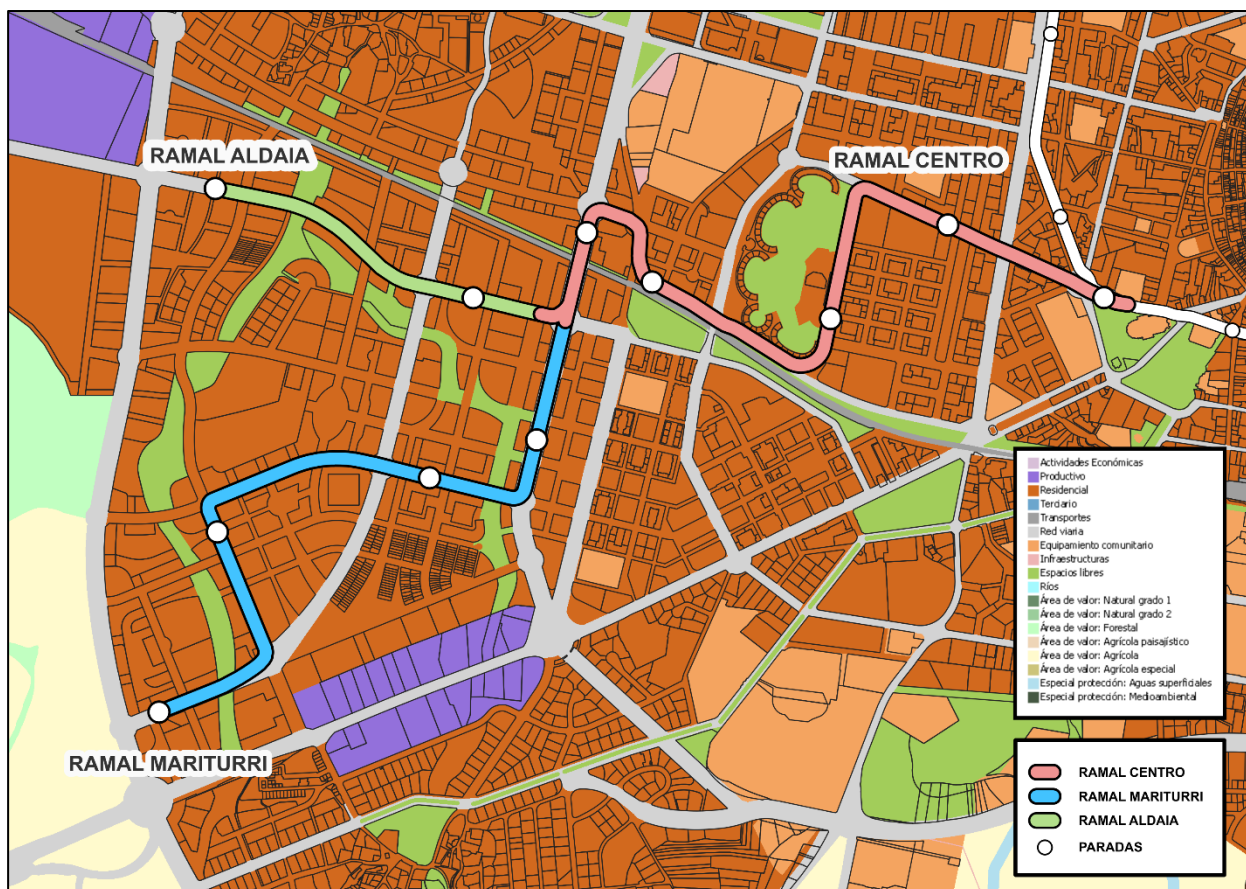 RAMAL ALDAIA
RAMAL CENTRO
RAMAL MARITURRI
Actividades Económicas
Productivo
Residencial
Terciario
Transportes
Red viaria
Equipamiento comunitario
Infraestructuras
Espacios libres
Ríos
Área de valor: Natural grado 1
Área de valor: Natural grado 2
Área de valor: Forestal
Área de valor: Agrícola paisajístico
Área de valor: Agrícola
Área de valor: Agrícola especial
Especial protección: Aguas superficiales
Especial protección: Medioambiental
RAMAL CENTRO
RAMAL MARITURRI
RAMAL ALDAIA
PARADAS